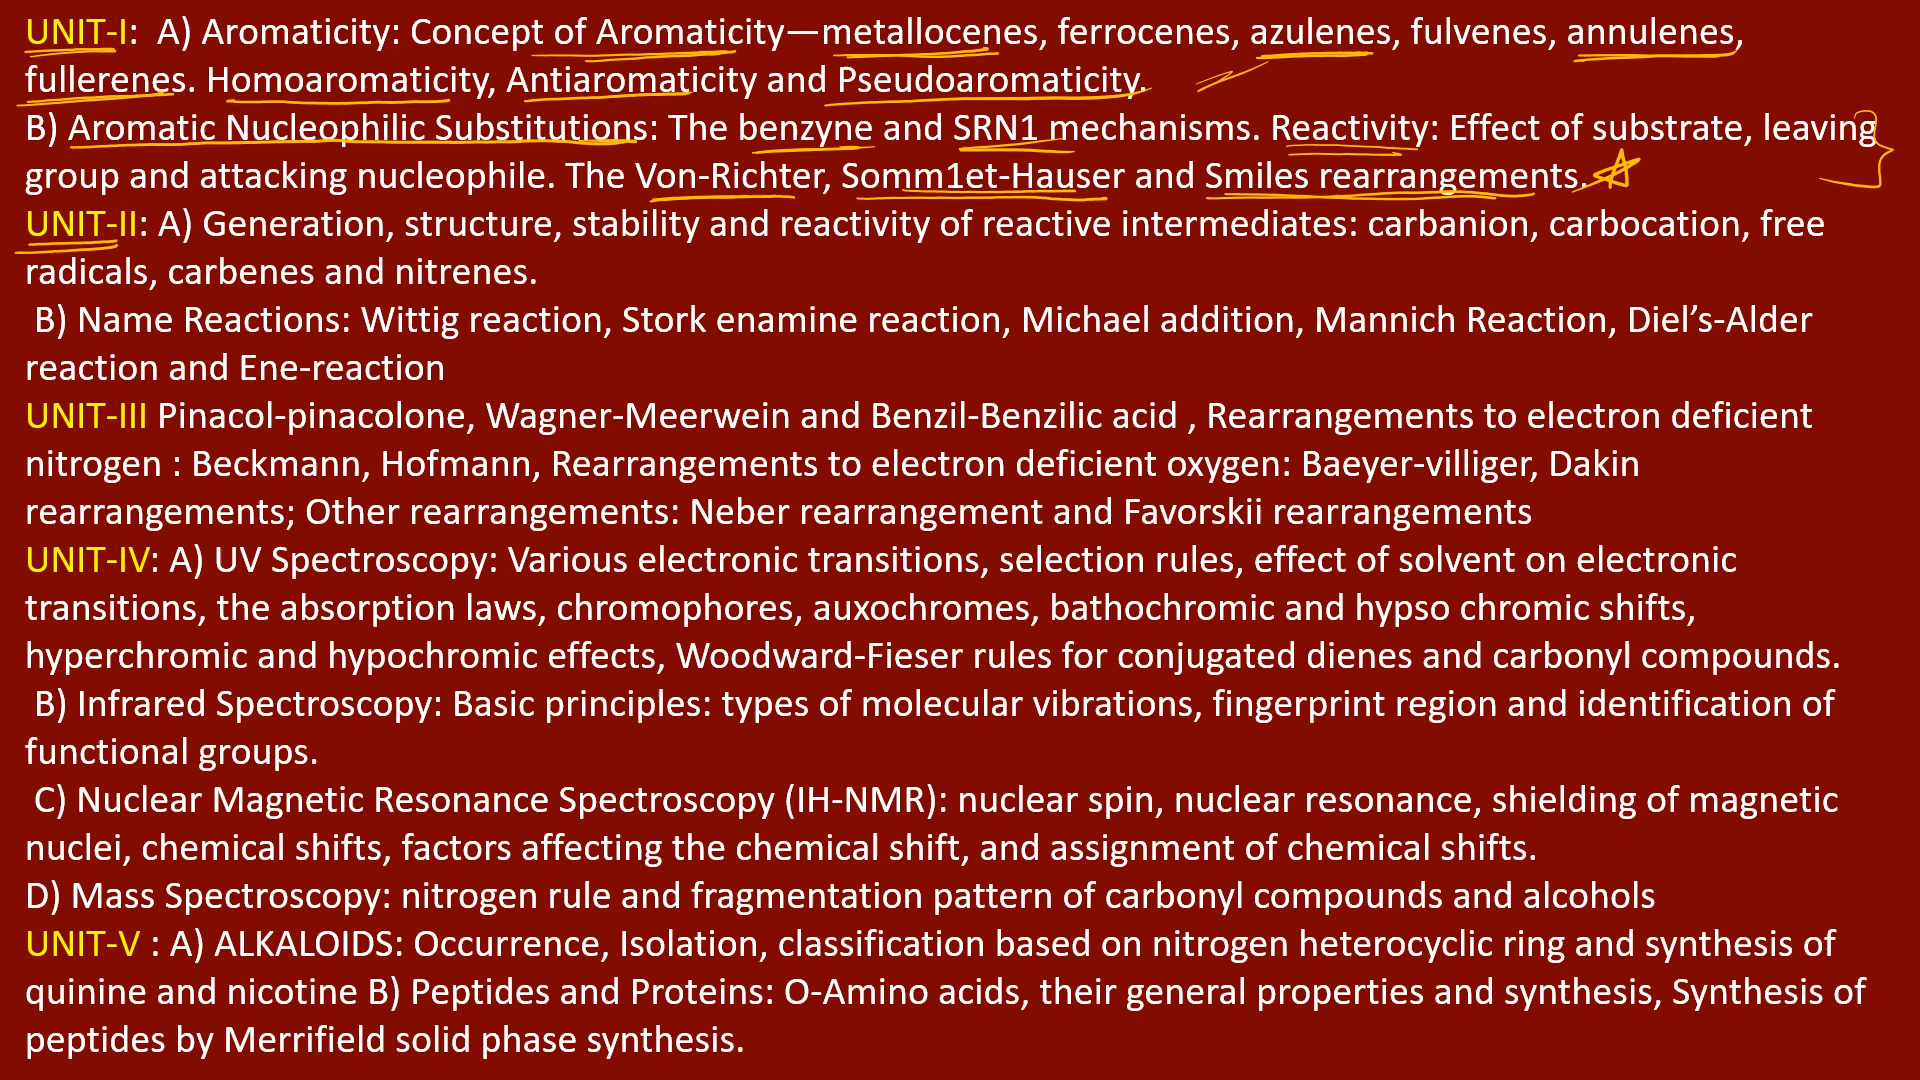 UNIT-I:  A) Aromaticity: Concept of Aromaticity—metallocenes, ferrocenes, azulenes, fulvenes, annulenes,
fullerenes. Homoaromaticity, Antiaromaticity and Pseudoaromaticity.
B) Aromatic Nucleophilic Substitutions: The benzyne and SRN1 mechanisms. Reactivity: Effect of substrate, leaving
group and attacking nucleophile. The Von-Richter, Somm1et-Hauser and Smiles rearrangements.
UNIT-II: A) Generation, structure, stability and reactivity of reactive intermediates: carbanion, carbocation, free
radicals, carbenes and nitrenes.
B) Name Reactions: Wittig reaction, Stork enamine reaction, Michael addition, Mannich Reaction, Diel’s-Alder
reaction and Ene-reaction
UNIT-III Pinacol-pinacolone, Wagner-Meerwein and Benzil-Benzilic acid , Rearrangements to electron deficient
nitrogen : Beckmann, Hofmann, Rearrangements to electron deficient oxygen: Baeyer-villiger, Dakin
rearrangements; Other rearrangements: Neber rearrangement and Favorskii rearrangements
UNIT-IV: A) UV Spectroscopy: Various electronic transitions, selection rules, effect of solvent on electronic
transitions, the absorption laws, chromophores, auxochromes, bathochromic and hypso chromic shifts,
hyperchromic and hypochromic effects, Woodward-Fieser rules for conjugated dienes and carbonyl compounds.
B) Infrared Spectroscopy: Basic principles: types of molecular vibrations, fingerprint region and identification of
functional groups.
C) Nuclear Magnetic Resonance Spectroscopy (IH-NMR): nuclear spin, nuclear resonance, shielding of magnetic
nuclei, chemical shifts, factors affecting the chemical shift, and assignment of chemical shifts.
D) Mass Spectroscopy: nitrogen rule and fragmentation pattern of carbonyl compounds and alcohols
UNIT-V : A) ALKALOIDS: Occurrence, Isolation, classification based on nitrogen heterocyclic ring and synthesis of
quinine and nicotine B) Peptides and Proteins: O-Amino acids, their general properties and synthesis, Synthesis of
peptides by Merrifield solid phase synthesis.